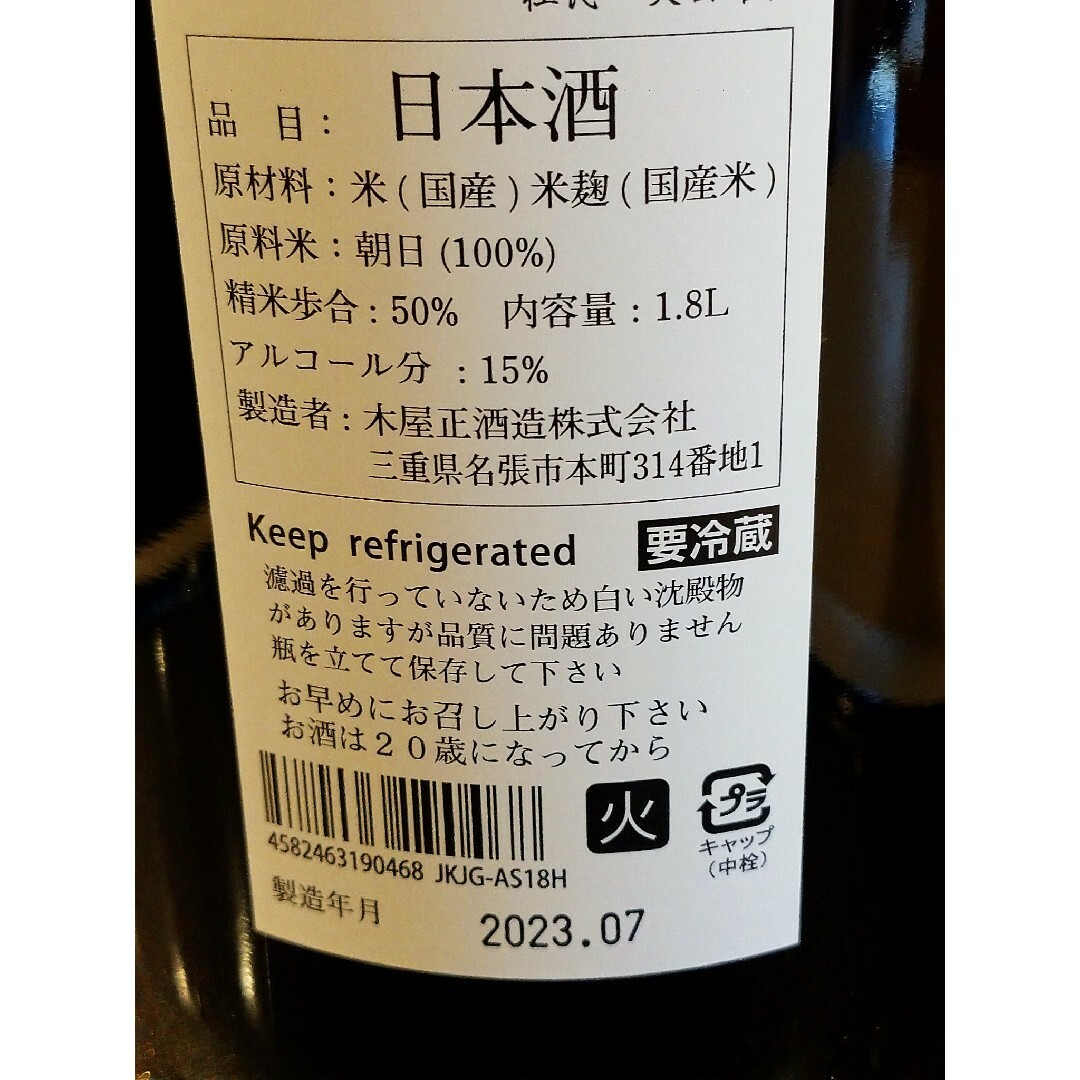 品 目: 日本酒
原材料:米(国産)米麹(国産米)
原料米:朝日(100%)
精米歩合:50% 内容量:1.8L
アルコール分 :15%
製造者:木屋正酒造株式会社
三重県名張市本町314番地1
Keep refrigerated 要冷蔵
濾過を行っていないため白い沈殿物
がありますが品質に問題ありません
瓶を立てて保存して下さい
お早めにお召し上がり下さい
お酒は20歳になってから
火 プラ
4582463190468 JKJG-AS18H
キャップ
(中栓)
製造年月 2023.07